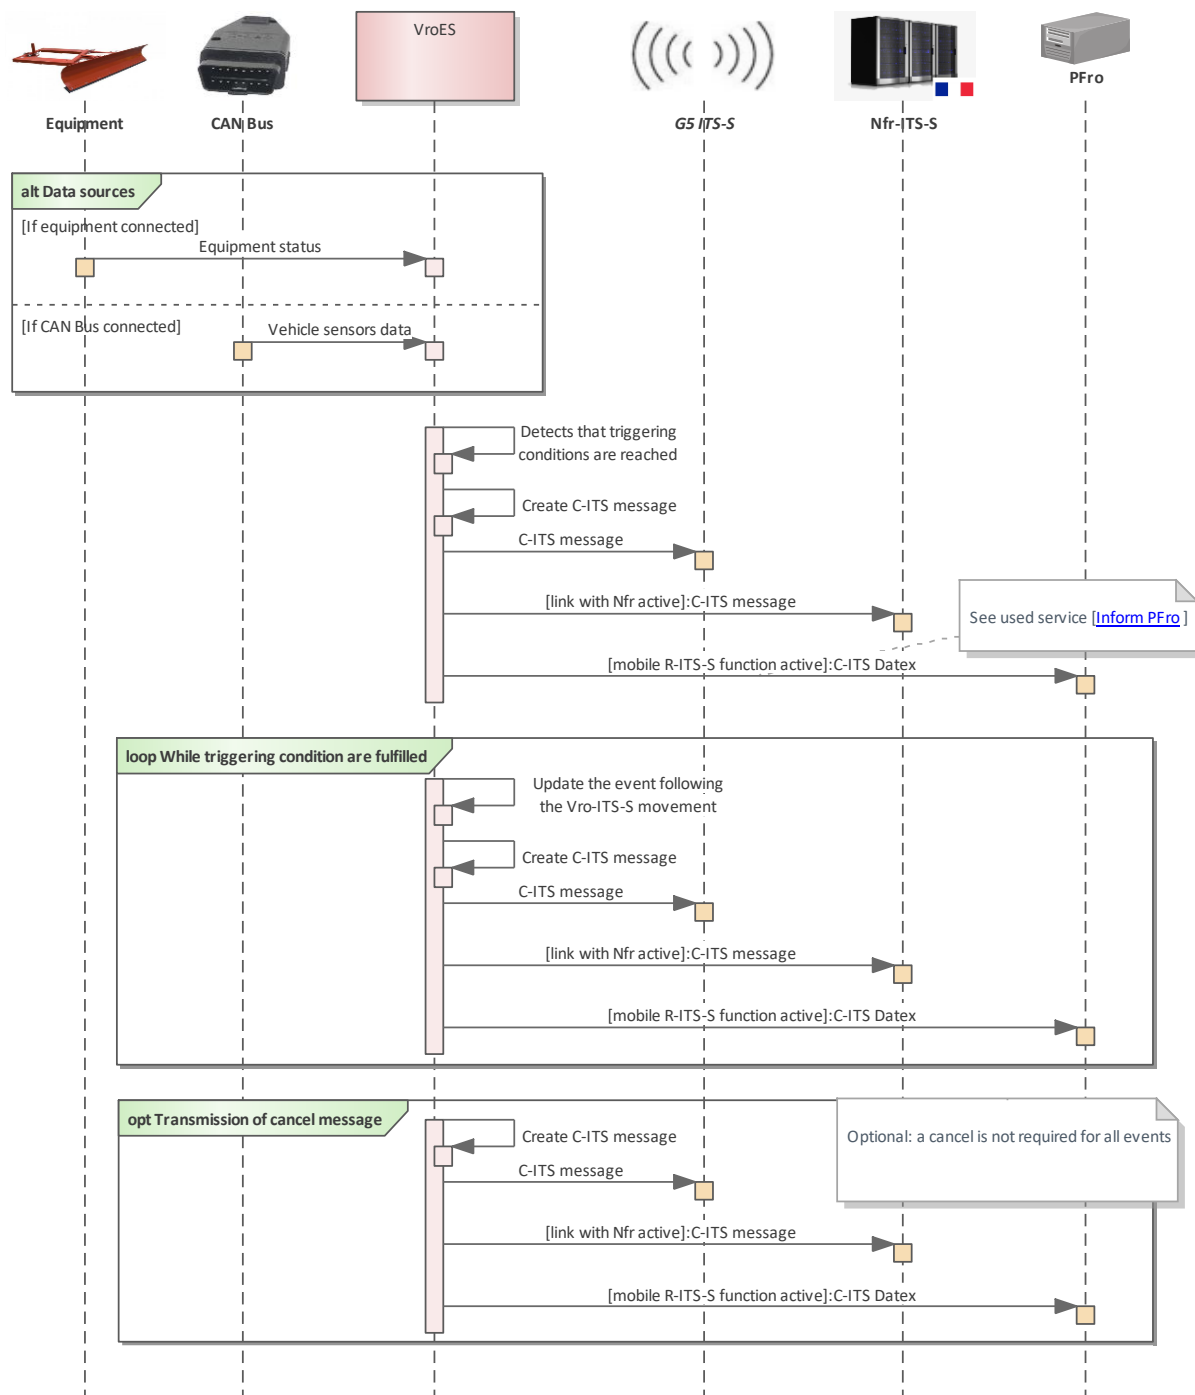 VroES
PFro
Equipment
CAN Bus
G5 ITS-S
Nfr-ITS-S
alt Data sources
[If equipment connected]
Equipment status
[If CAN Bus connected]
Vehicle sensors data
Detects that triggering
conditions are reached
Create C-ITS message
C-ITS message
[link with Nfr active]:C-ITS message
See used service [Inform PFro ]
[mobile R-ITS-S function active]:C-ITS Datex
loop While triggering condition are fulfilled
Update the event following
the Vro-ITS-S movement
Create C-ITS message
C-ITS message
[link with Nfr active]:C-ITS message
[mobile R-ITS-S function active]:C-ITS Datex
opt Transmission of cancel message
Create C-ITS message
Optional: a cancel is not required for all events
C-ITS message
[link with Nfr active]:C-ITS message
[mobile R-ITS-S function active]:C-ITS Datex